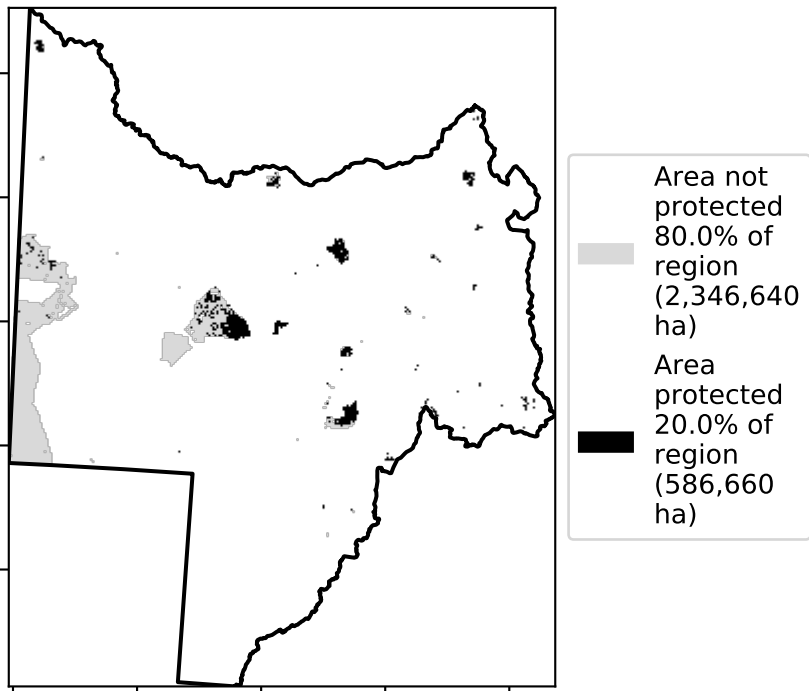 Area not
protected
80.0% of
region
(2,346,640
ha)
Area
protected
20.0% of
region
(586,660
ha)